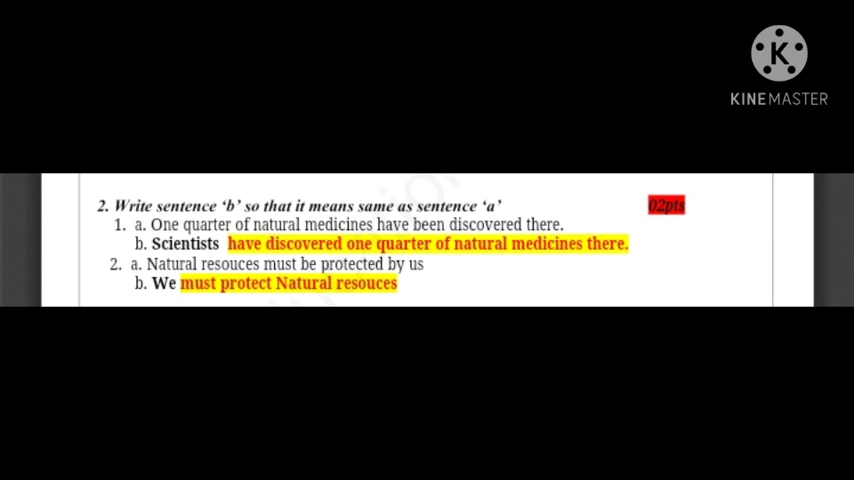 KINEMASTER
2. Write sentence ‘b’ so that it means same as sentence ‘a’ 02pts
1. a. One quarter of natural medicines have been discovered there.
b. Scientists have discovered one quarter of natural medicines there.
2. a. Natural resouces must be protected by us
b. We must protect Natural resouces